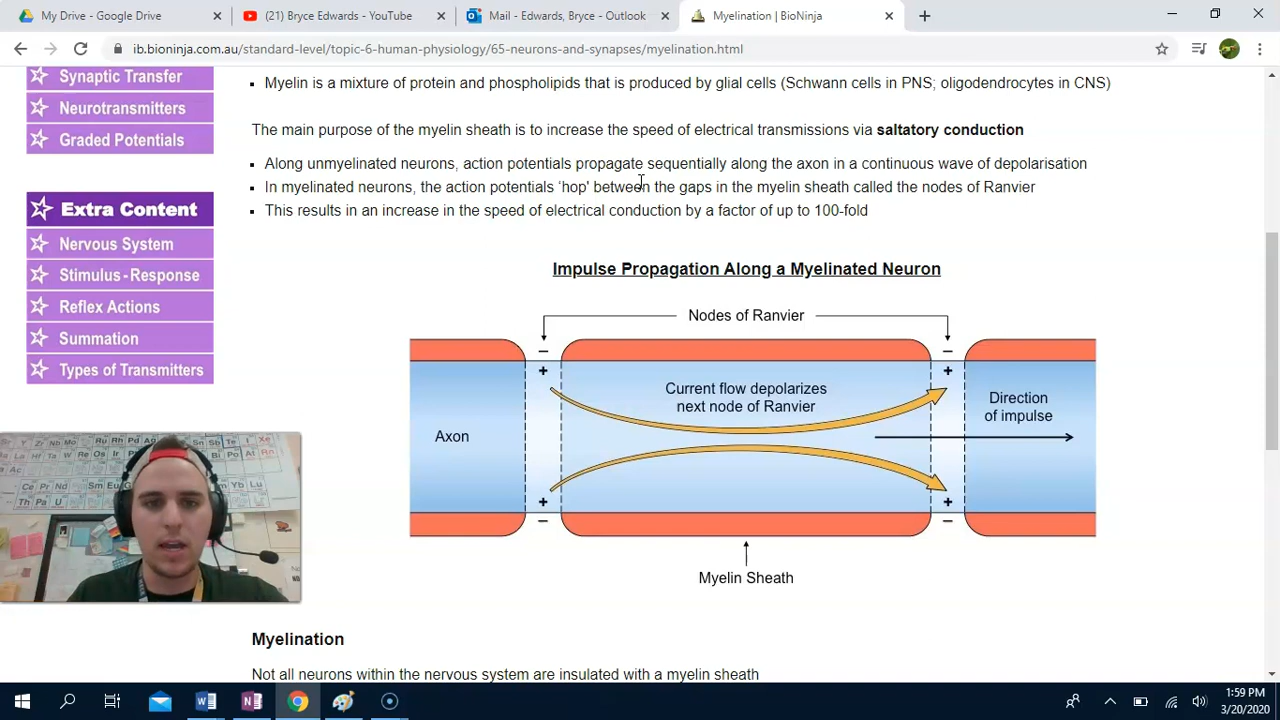 My Drive - Google Drive
(21) Bryce Edwards - YouTube
Mail - Edwards, Bryce - Outlook
Myelination | BioNinja
ib.bioninja.com.au/standard-level/topic-6-human-physiology/65-neurons-and-synapses/myelination.html
Synaptic Transfer
Neurotransmitters
Graded Potentials
Extra Content
Nervous System
Stimulus - Response
Reflex Actions
Summation
Types of Transmitters
Myelin is a mixture of protein and phospholipids that is produced by glial cells (Schwann cells in PNS; oligodendrocytes in CNS)
The main purpose of the myelin sheath is to increase the speed of electrical transmissions via saltatory conduction
Along unmyelinated neurons, action potentials propagate sequentially along the axon in a continuous wave of depolarisation
In myelinated neurons, the action potentials ‘hop’ between the gaps in the myelin sheath called the nodes of Ranvier
This results in an increase in the speed of electrical conduction by a factor of up to 100-fold
Impulse Propagation Along a Myelinated Neuron
Nodes of Ranvier
− −
+ +
Current flow depolarizes
next node of Ranvier
Direction
of impulse
Axon
+ +
− −
Myelin Sheath
Myelination
Not all neurons within the nervous system are insulated with a myelin sheath
1:59 PM
3/20/2020